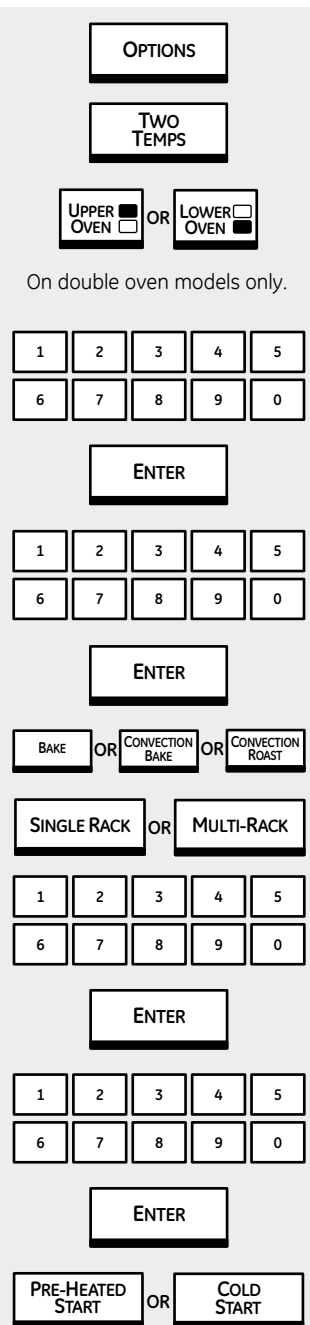 OPTIONS
TWO
TEMPS
UPPER
OVEN
OR
LOWER
OVEN
On double oven models only.
1 2 3 4 5
6 7 8 9 0
ENTER
1 2 3 4 5
6 7 8 9 0
ENTER
BAKE OR CONVECTION BAKE OR CONVECTION ROAST
SINGLE RACK OR MULTI-RACK
1 2 3 4 5
6 7 8 9 0
ENTER
1 2 3 4 5
6 7 8 9 0
ENTER
PRE-HEATED
START
OR
COLD
START